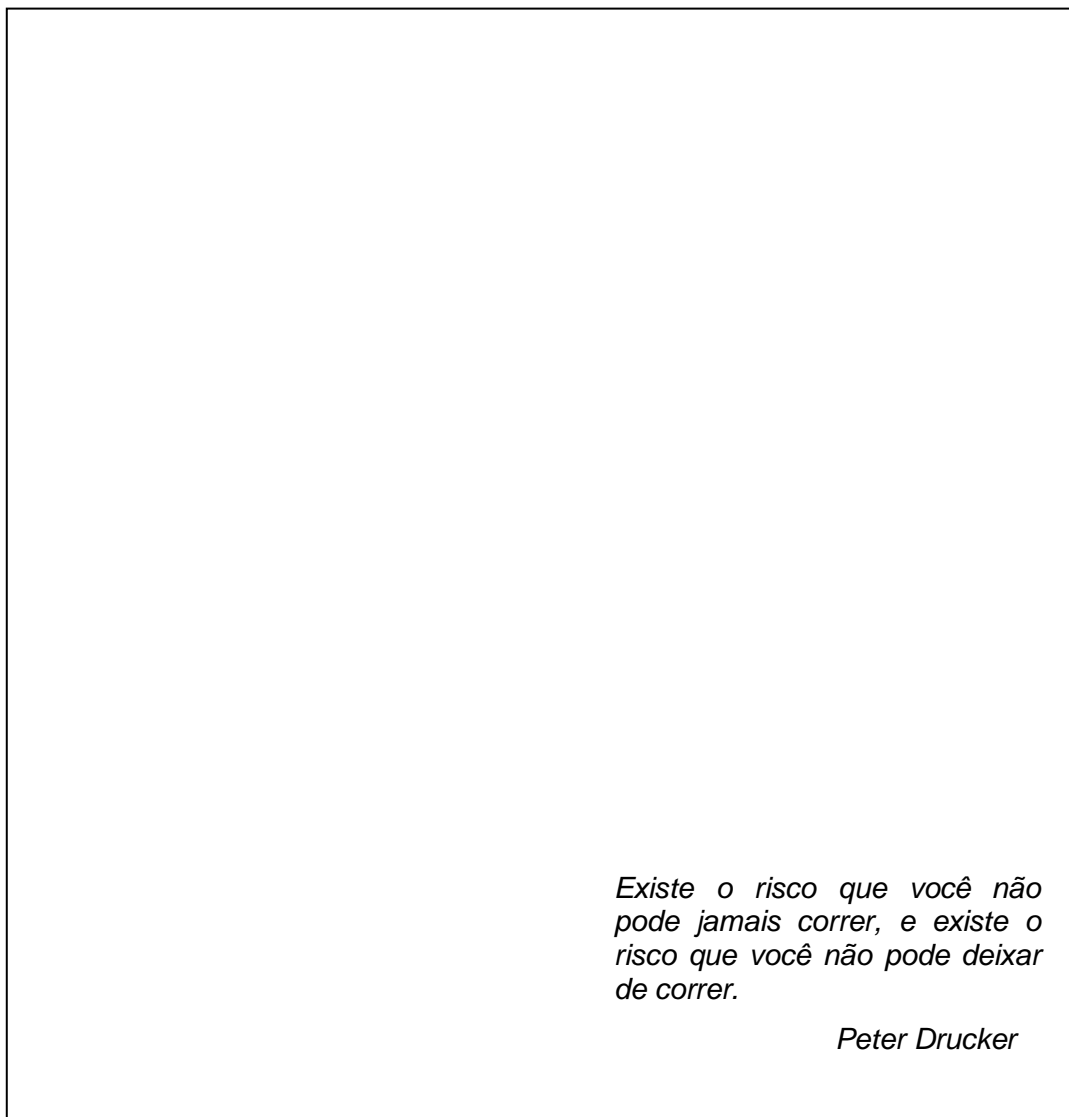 Existe o risco que você não
pode jamais correr, e existe o
risco que você não pode deixar
de correr.
Peter Drucker